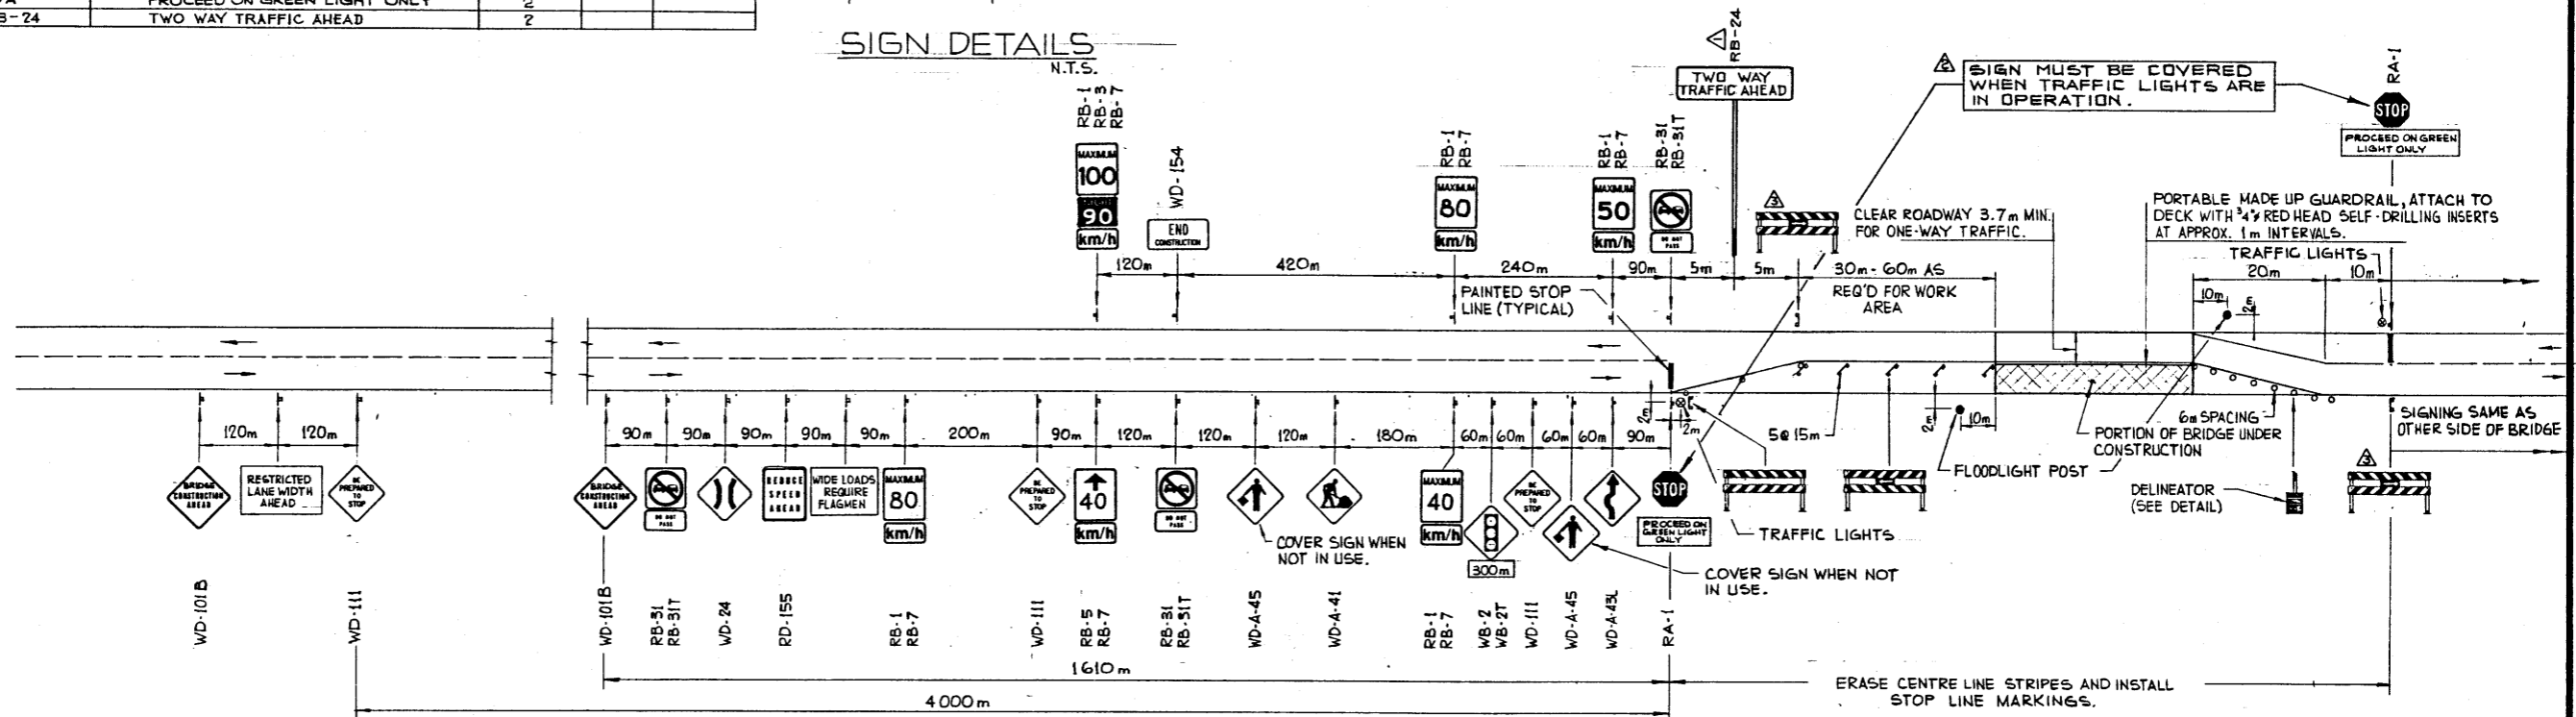 PROCEED ON GREEN LIGHT ONLY 2
B-24 TWO WAY TRAFFIC AHEAD 2
SIGN DETAILS
N.T.S.
RB-1
RB-3
RB-7
MAXIMUM
100
90
km/h
WD-154
END
CONSTRUCTION
RB-1
RB-7
MAXIMUM
80
km/h
RB-1
RB-7
MAXIMUM
50
km/h
RB-31
RB-31T
DO NOT
PASS
1
RB-24
TWO WAY
TRAFFIC AHEAD
3
2
SIGN MUST BE COVERED
WHEN TRAFFIC LIGHTS ARE
IN OPERATION.
RA-1
STOP
PROCEED ON GREEN
LIGHT ONLY
CLEAR ROADWAY 3.7m MIN.
FOR ONE-WAY TRAFFIC.
PORTABLE MADE UP GUARDRAIL, ATTACH TO
DECK WITH 3/4"ø RED HEAD SELF-DRILLING INSERTS
AT APPROX. 1m INTERVALS.
TRAFFIC LIGHTS
120m
420m
240m
90m
5m
5m
30m - 60m AS
REQ'D FOR WORK
AREA
20m
10m
10m
2m
PAINTED STOP
LINE (TYPICAL)
120m
120m
90m
90m
90m
90m
90m
200m
90m
120m
120m
120m
180m
60m
60m
60m
60m
90m
2m
2m
5@ 15m
2m
10m
6m SPACING
PORTION OF BRIDGE UNDER
CONSTRUCTION
FLOODLIGHT POST
SIGNING SAME AS
OTHER SIDE OF BRIDGE
DELINEATOR
(SEE DETAIL)
3
BRIDGE
CONSTRUCTION
AHEAD
RESTRICTED
LANE WIDTH
AHEAD
BE
PREPARED
TO
STOP
BRIDGE
CONSTRUCTION
AHEAD
DO NOT
PASS
REDUCE
SPEED
AHEAD
WIDE LOADS
REQUIRE
FLAGMEN
MAXIMUM
80
km/h
BE
PREPARED
TO
STOP
40
km/h
DO NOT
PASS
COVER SIGN WHEN
NOT IN USE.
MAXIMUM
40
km/h
300m
BE
PREPARED
TO
STOP
STOP
PROCEED ON
GREEN LIGHT
ONLY
TRAFFIC LIGHTS
COVER SIGN WHEN NOT
IN USE.
WD-101B
WD-111
WD-101B
RB-31
RB-31T
WD-24
RD-155
RB-1
RB-7
WD-111
RB-5
RB-7
RB-31
RB-31T
WD-A-45
WD-A-41
RB-1
RB-7
WB-2
WB-2T
WD-111
WD-A-45
WD-A-43L
RA-1
1610m
4000m
ERASE CENTRE LINE STRIPES AND INSTALL
STOP LINE MARKINGS.